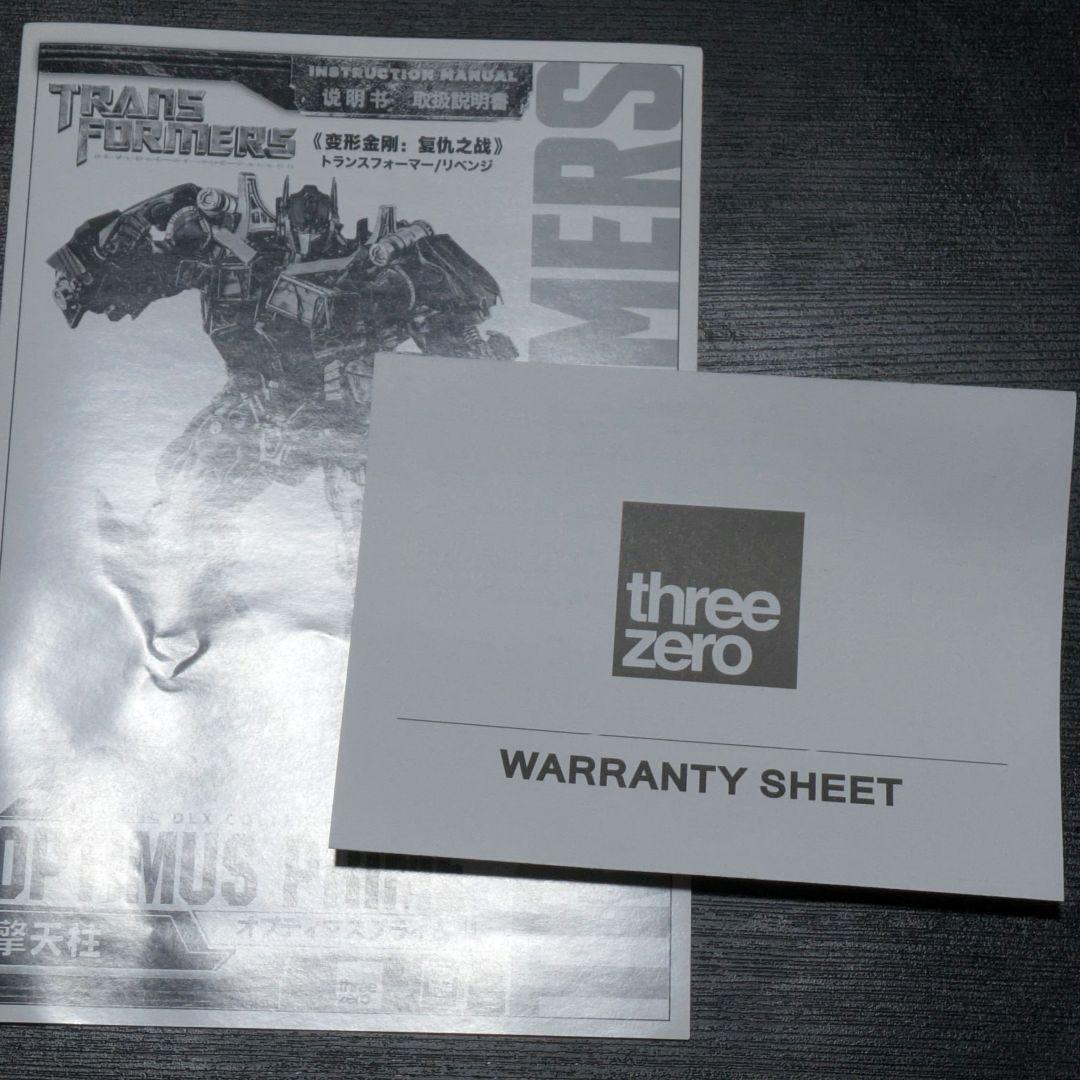 INSTRUCTION MANUAL
说明书 取扱説明書
TRANS
FORMERS
《变形金刚：复仇之战》
トランスフォーマー/リベンジ
MERS
three
zero
WARRANTY SHEET
DLX
OPTIMUS
擎天柱
three
zero